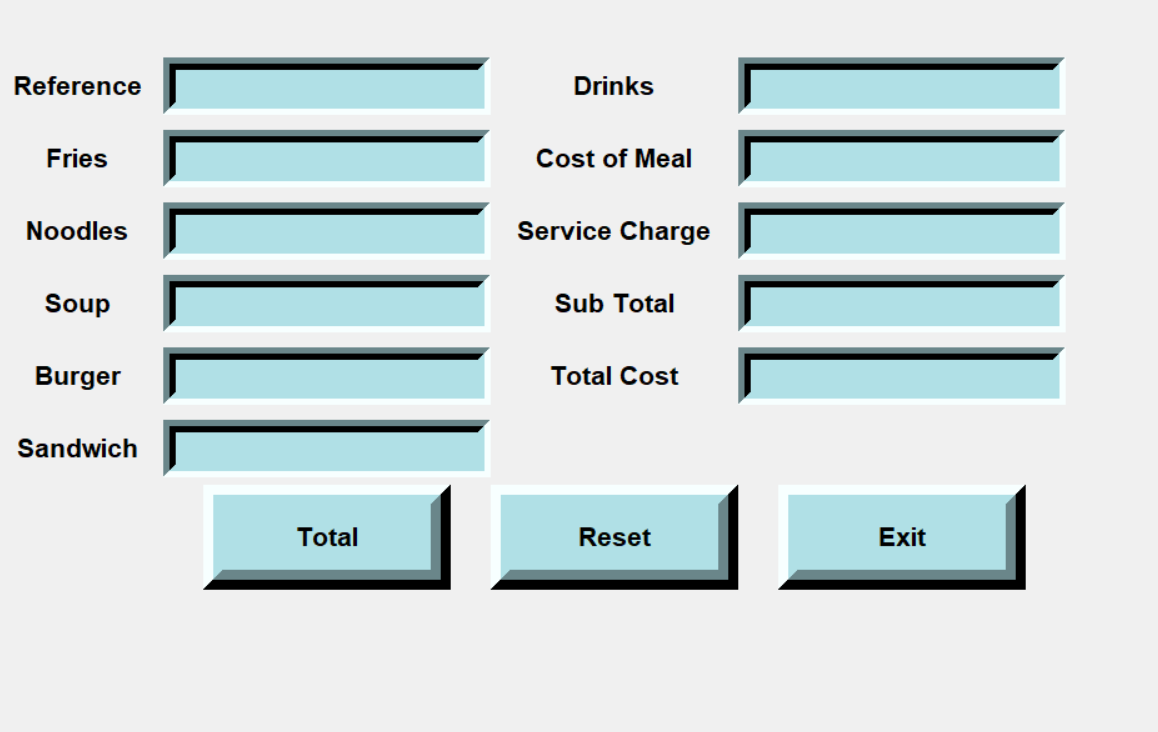 Reference
Drinks
Fries
Cost of Meal
Noodles
Service Charge
Soup
Sub Total
Burger
Total Cost
Sandwich
Total
Reset
Exit